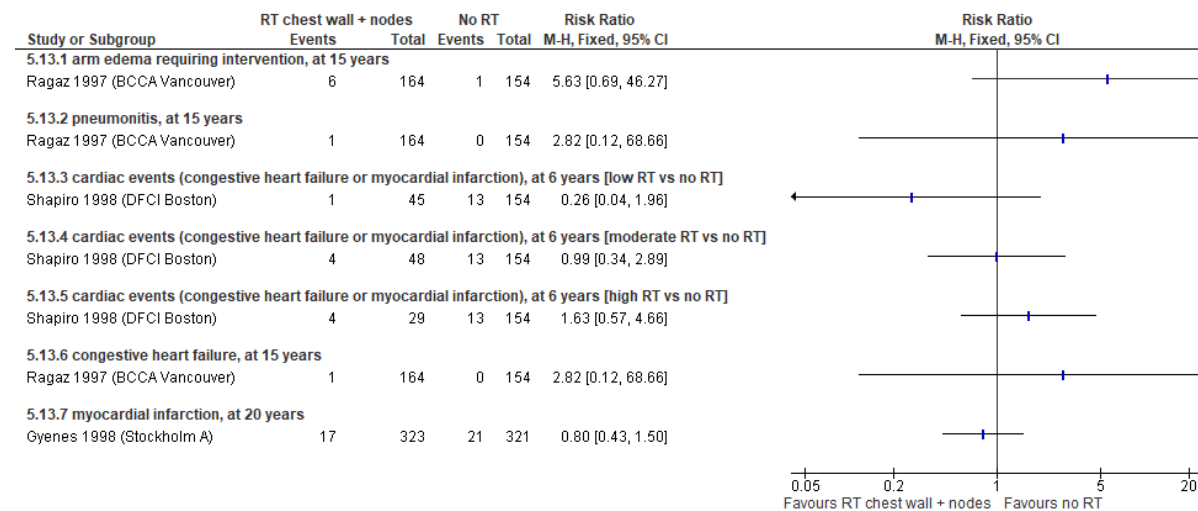 RT chest wall + nodes No RT Risk Ratio Risk Ratio
Study or Subgroup Events Total Events Total M-H, Fixed, 95% CI M-H, Fixed, 95% CI
5.13.1 arm edema requiring intervention, at 15 years
Ragaz 1997 (BCCA Vancouver) 6 164 1 154 5.63 [0.69, 46.27]
5.13.2 pneumonitis, at 15 years
Ragaz 1997 (BCCA Vancouver) 1 164 0 154 2.82 [0.12, 68.66]
5.13.3 cardiac events (congestive heart failure or myocardial infarction), at 6 years [low RT vs no RT]
Shapiro 1998 (DFCI Boston) 1 45 13 154 0.26 [0.04, 1.96]
5.13.4 cardiac events (congestive heart failure or myocardial infarction), at 6 years [moderate RT vs no RT]
Shapiro 1998 (DFCI Boston) 4 48 13 154 0.99 [0.34, 2.89]
5.13.5 cardiac events (congestive heart failure or myocardial infarction), at 6 years [high RT vs no RT]
Shapiro 1998 (DFCI Boston) 4 29 13 154 1.63 [0.57, 4.66]
5.13.6 congestive heart failure, at 15 years
Ragaz 1997 (BCCA Vancouver) 1 164 0 154 2.82 [0.12, 68.66]
5.13.7 myocardial infarction, at 20 years
Gyenes 1998 (Stockholm A) 17 323 21 321 0.80 [0.43, 1.50]
0.05 0.2 1 5 20
Favours RT chest wall + nodes Favours no RT